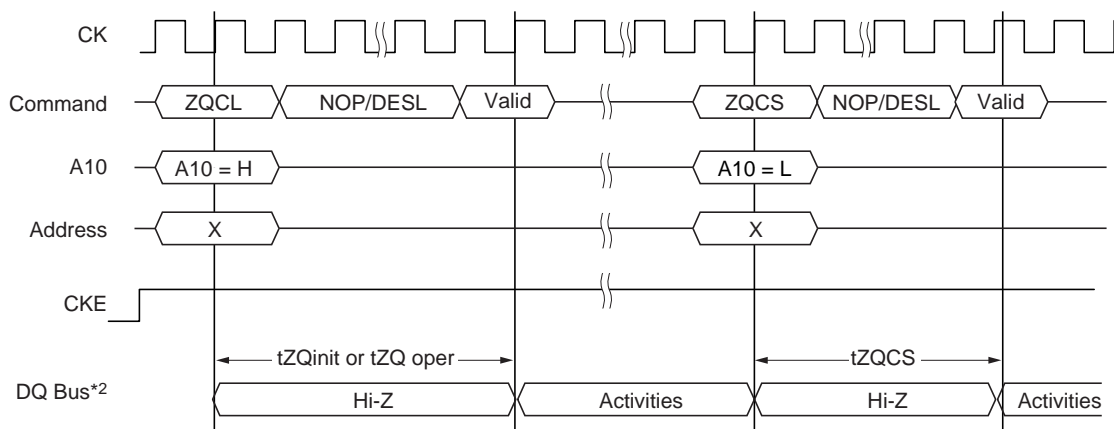 CK
Command ZQCL NOP/DESL Valid ZQCS NOP/DESL Valid
A10 A10 = H A10 = L
Address X X
CKE
tZQinit or tZQ oper tZQCS
DQ Bus*2 Hi-Z Activities Hi-Z Activities